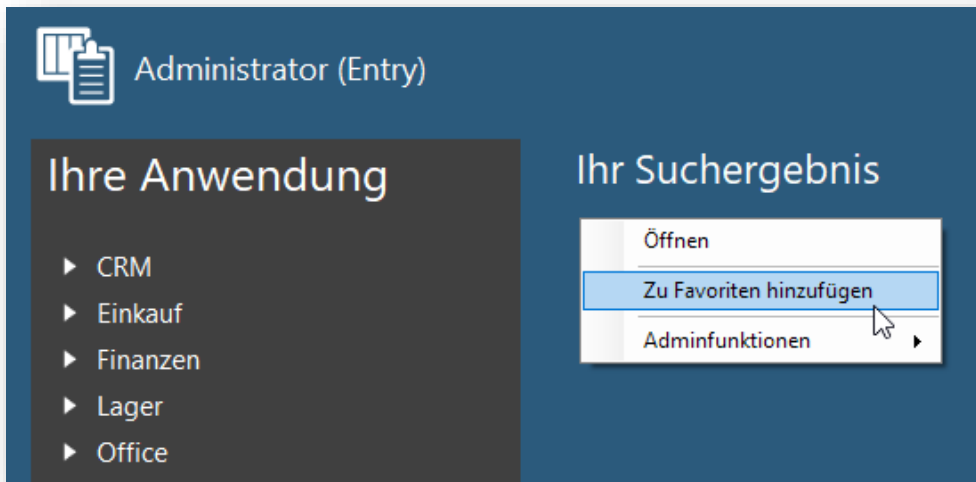 Administrator (Entry)
Ihre Anwendung
CRM
Einkauf
Finanzen
Lager
Office
Ihr Suchergebnis
Öffnen
Zu Favoriten hinzufügen
Adminfunktionen